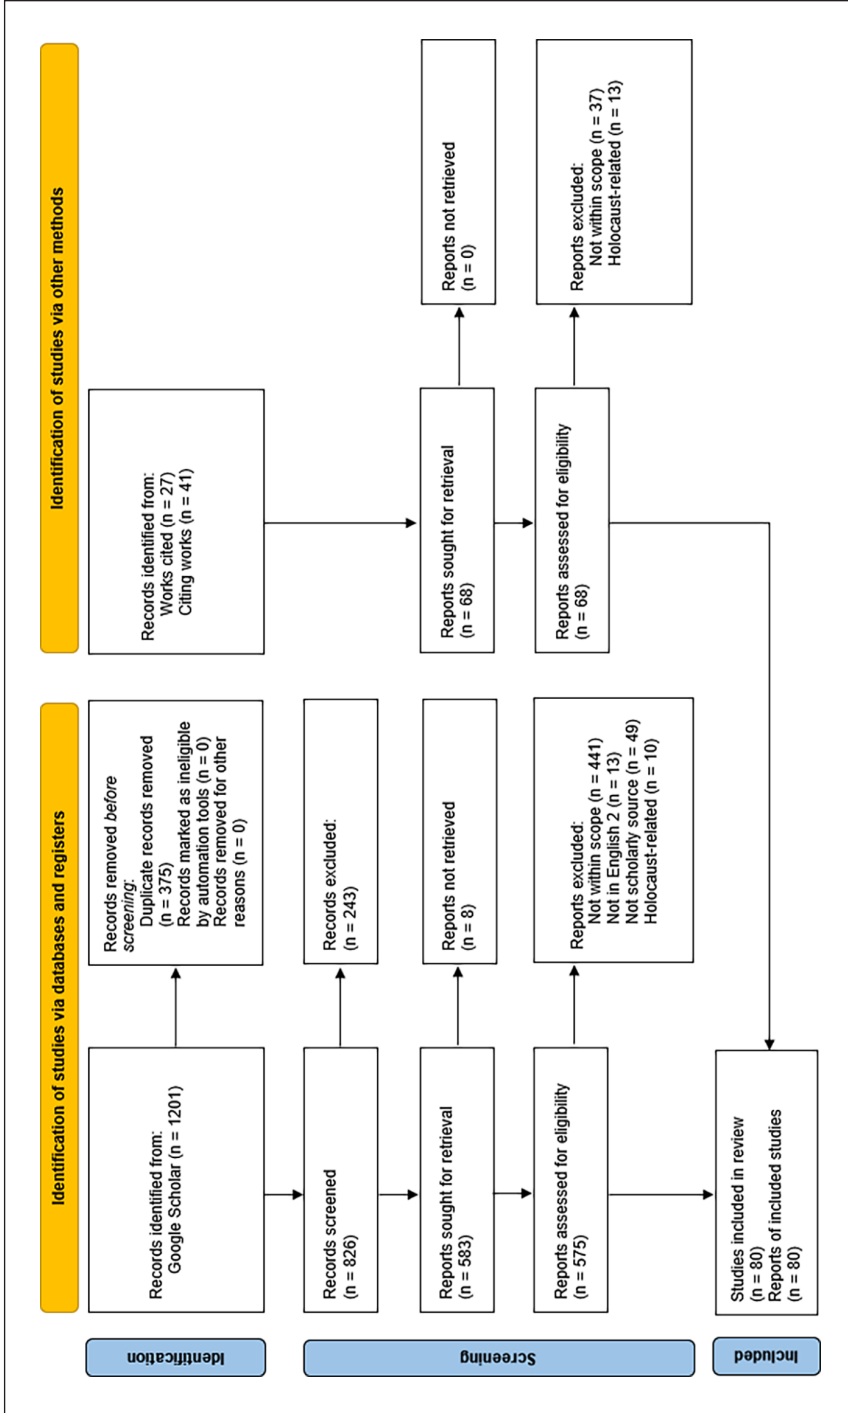 Identification of studies via databases and registers
Identification of studies via other methods
Identification
Records identified from:
Google Scholar (n = 1201)
Records removed before
screening:
Duplicate records removed
(n = 375)
Records marked as ineligible
by automation tools (n = 0)
Records removed for other
reasons (n = 0)
Records identified from:
Works cited (n = 27)
Citing works (n = 41)
Screening
Records screened
(n = 826)
Records excluded:
(n = 243)
Reports sought for retrieval
(n = 583)
Reports not retrieved
(n = 8)
Reports sought for retrieval
(n = 68)
Reports not retrieved
(n = 0)
Reports assessed for eligibility
(n = 575)
Reports excluded:
Not within scope (n = 441)
Not in English 2 (n = 13)
Not scholarly source (n = 49)
Holocaust-related (n = 10)
Reports assessed for eligibility
(n = 68)
Reports excluded:
Not within scope (n = 37)
Holocaust-related (n = 13)
Included
Studies included in review
(n = 80)
Reports of included studies
(n = 80)